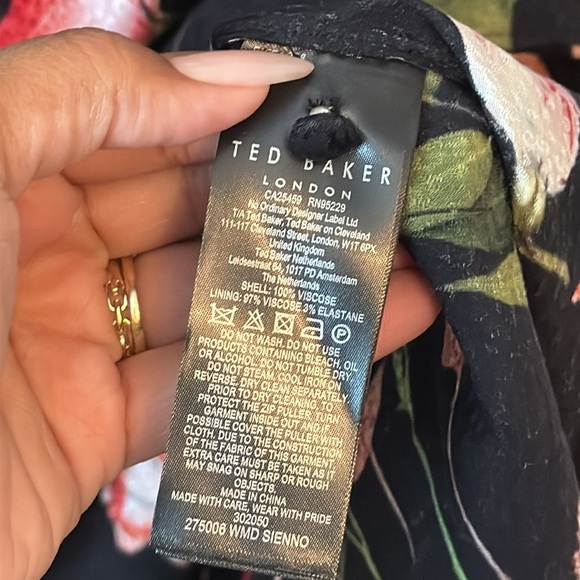 TED BAKER
LONDON
CA25459 RN95229
No Ordinary Designer Label Ltd
T/A Ted Baker, Ted Baker on Cleveland
111-117 Cleveland Street, London, W1T 6PX
United Kingdom
Ted Baker Netherlands
Leidsestraat 64, 1017 PD Amsterdam
The Netherlands
SHELL: 100% VISCOSE
LINING: 97% VISCOSE 3% ELASTANE
P
DO NOT WASH. DO NOT USE
PRODUCTS CONTAINING BLEACH, OIL
OR ALCOHOL. DO NOT TUMBLE DRY.
DO NOT STEAM. COOL IRON ON
REVERSE. DRY CLEAN SEPARATELY.
PRIOR TO DRY CLEANING, TO
PROTECT THE ZIP PULLER, TURN
GARMENT INSIDE OUT AND IF
POSSIBLE COVER THE PULLER WITH
CLOTH. DUE TO THE CONSTRUCTION
OF THE FABRIC OF THIS GARMENT
EXTRA CARE MUST BE TAKEN AS IT
MAY SNAG ON SHARP OR ROUGH
OBJECTS.
MADE IN CHINA
MADE WITH CARE, WEAR WITH PRIDE
302050
275006 WMD SIENNO